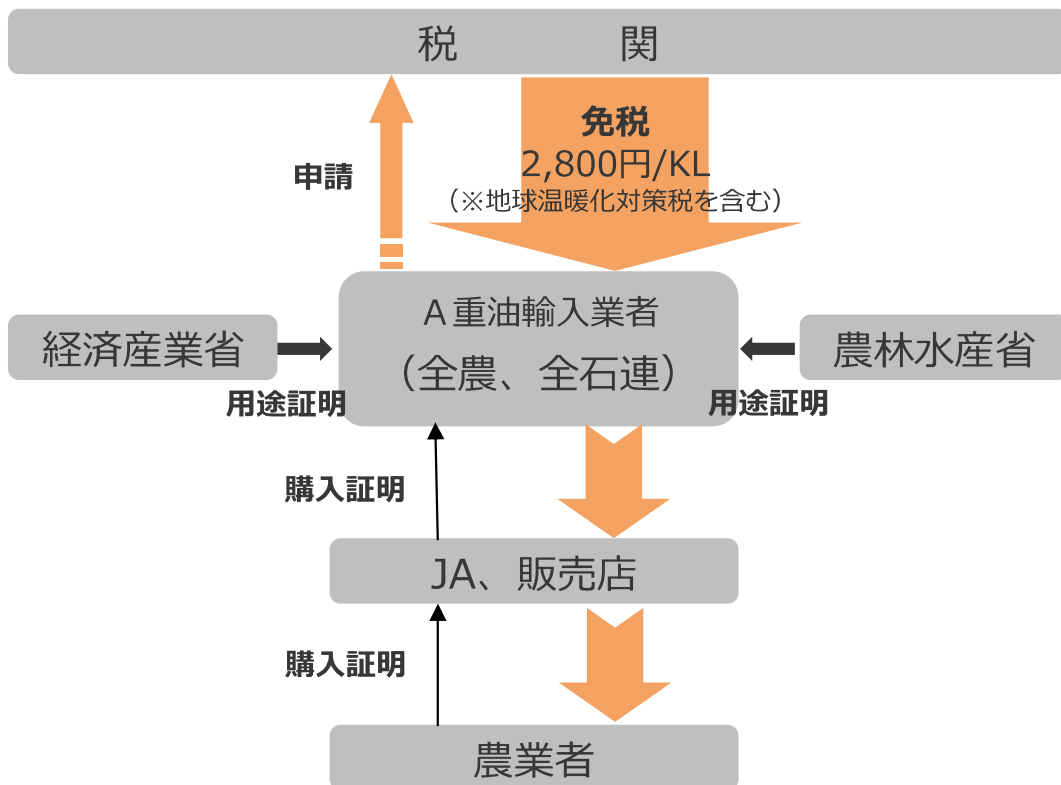 税　関
申請
免税
2,800円/KL
（※地球温暖化対策税を含む）
経済産業省
用途証明
A重油輸入業者
（全農、全石連）
農林水産省
用途証明
購入証明
JA、販売店
購入証明
農業者